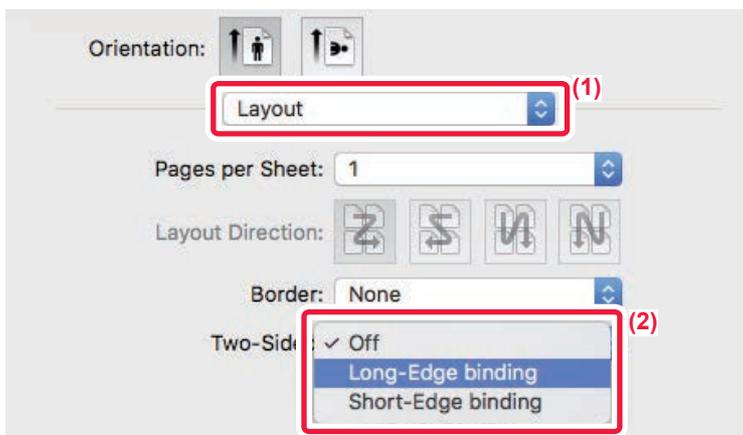 Orientation:
(1)
Layout
Pages per Sheet: 1
Layout Direction:
Border: None
(2)
Two-Side : ✓ Off
Long-Edge binding
Short-Edge binding